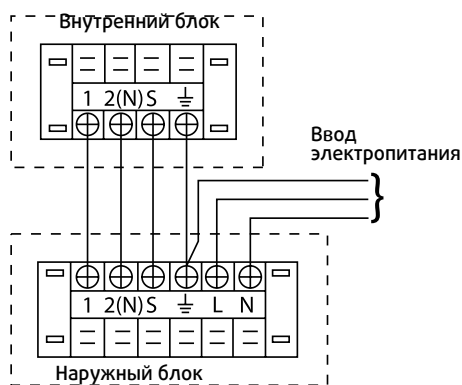 Внутренний блок
1 2(N) S
Ввод
электропитания
1 2(N) S L N
Наружный блок